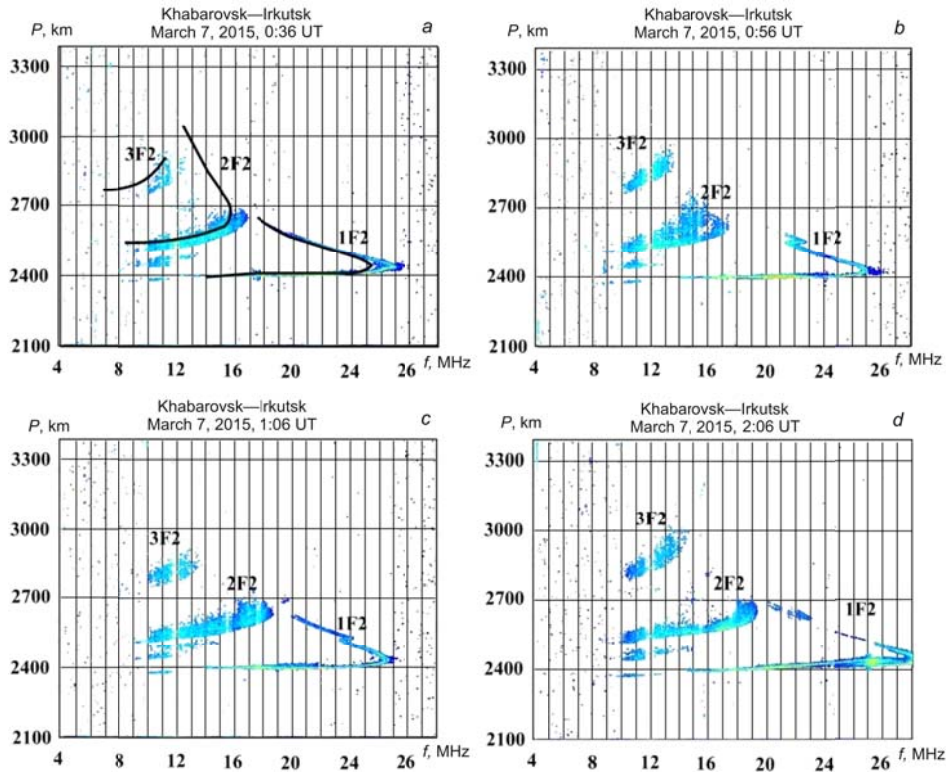 Khabarovsk—Irkutsk
P, km
March 7, 2015, 0:36 UT
a
3300
3000
2700
2400
2100
3F2
2F2
1F2
4 8 12 16 20 24 26 f, MHz
Khabarovsk—Irkutsk
P, km
March 7, 2015, 0:56 UT
b
3300
3000
2700
2400
2100
3F2
2F2
1F2
4 8 12 16 20 24 26 f, MHz
Khabarovsk—Irkutsk
P, km
March 7, 2015, 1:06 UT
c
3300
3000
2700
2400
2100
3F2
2F2
1F2
4 8 12 16 20 24 26 f, MHz
Khabarovsk—Irkutsk
P, km
March 7, 2015, 2:06 UT
d
3300
3000
2700
2400
2100
3F2
2F2
1F2
4 8 12 16 20 24 26 f, MHz